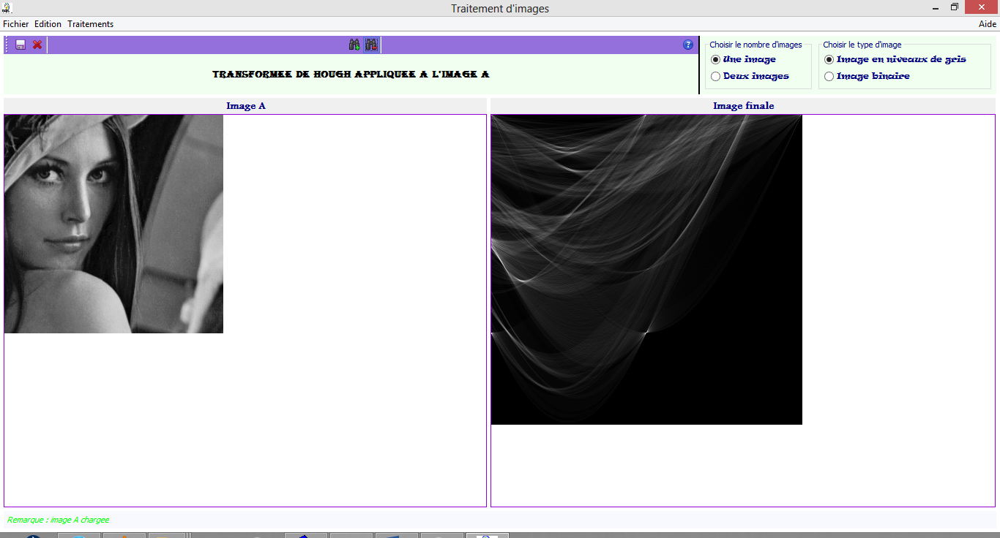 Traitement d'images
Fichier Edition Traitements Aide
TRANSFORMEE DE HOUGH APPLIQUEE A L'IMAGE A
Choisir le nombre d'images
Une image
Deux images
Choisir le type d'image
Image en niveaux de gris
Image binaire
Image A
Image finale
Remarque : image A chargee